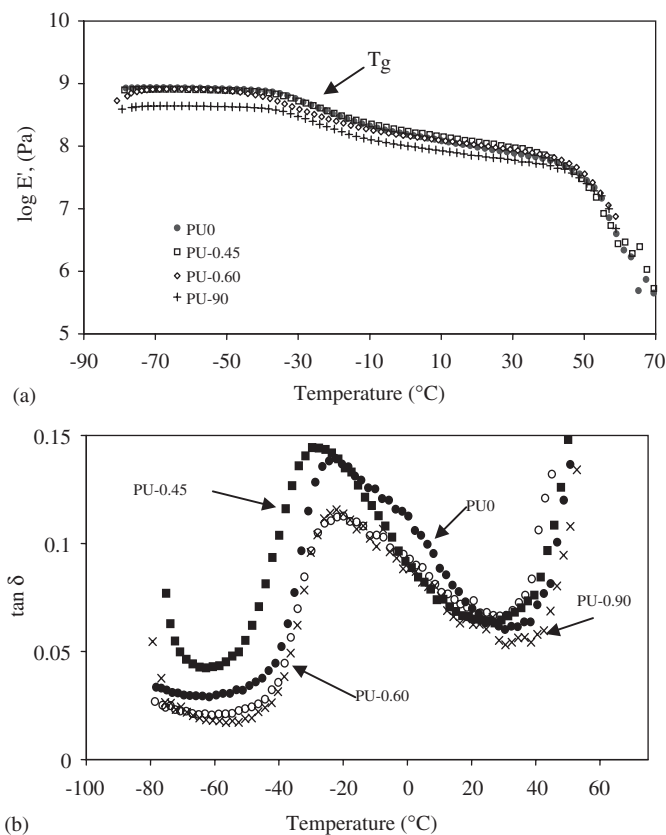 10
9
8
7
6
5
log E', (Pa)
Tg
PU0
PU-0.45
PU-0.60
PU-90
-90 -70 -50 -30 -10 10 30 50 70
(a)
Temperature (°C)
0.15
0.1
0.05
0
tan δ
PU-0.45
PU0
PU-0.90
PU-0.60
-100 -80 -60 -40 -20 0 20 40 60
(b)
Temperature (°C)